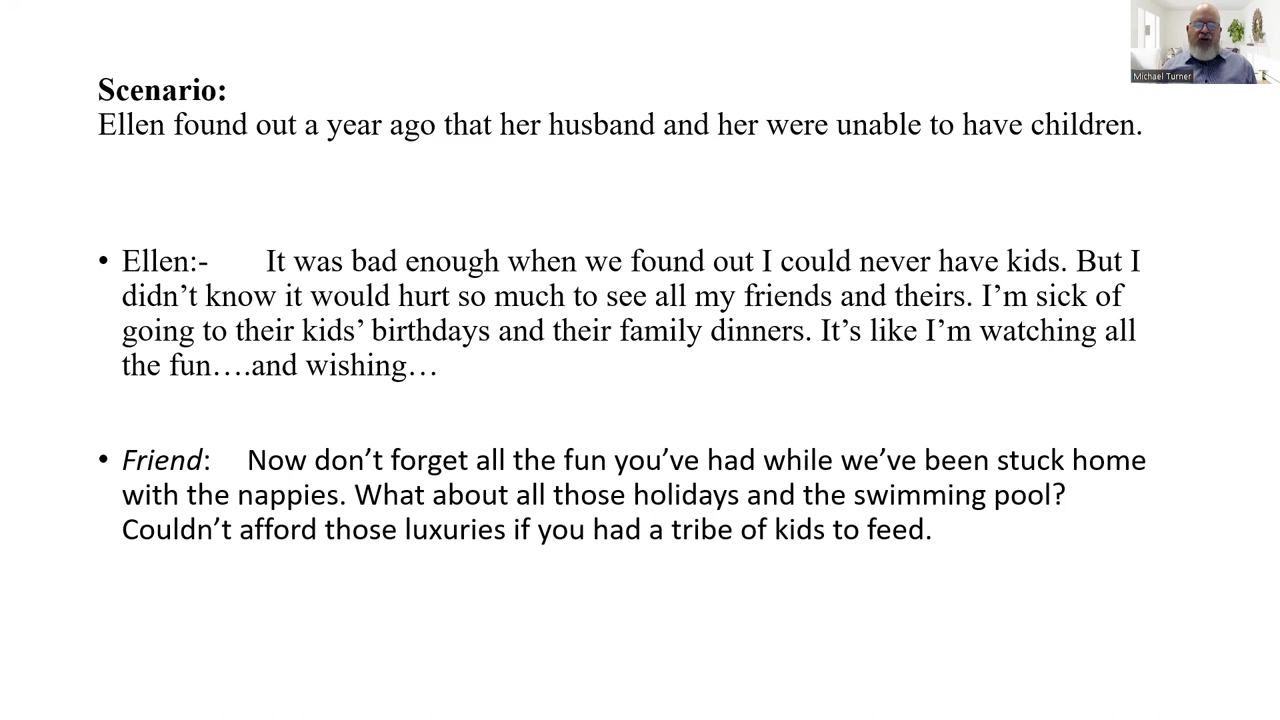 Michael Turner
Scenario:
Ellen found out a year ago that her husband and her were unable to have children.
• Ellen:- It was bad enough when we found out I could never have kids. But I
didn’t know it would hurt so much to see all my friends and theirs. I’m sick of
going to their kids’ birthdays and their family dinners. It’s like I’m watching all
the fun….and wishing…
• Friend: Now don’t forget all the fun you’ve had while we’ve been stuck home
with the nappies. What about all those holidays and the swimming pool?
Couldn’t afford those luxuries if you had a tribe of kids to feed.